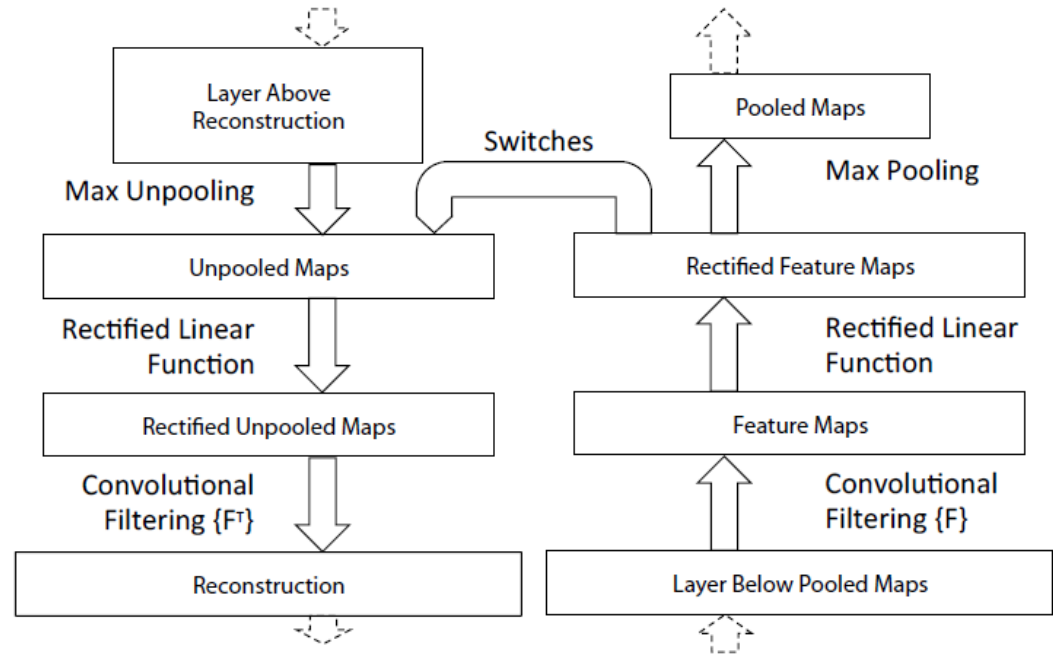 Layer Above
Reconstruction
Max Unpooling
Unpooled Maps
Rectified Linear
Function
Rectified Unpooled Maps
Convolutional
Filtering {Fᵀ}
Reconstruction
Switches
Pooled Maps
Max Pooling
Rectified Feature Maps
Rectified Linear
Function
Feature Maps
Convolutional
Filtering {F}
Layer Below Pooled Maps